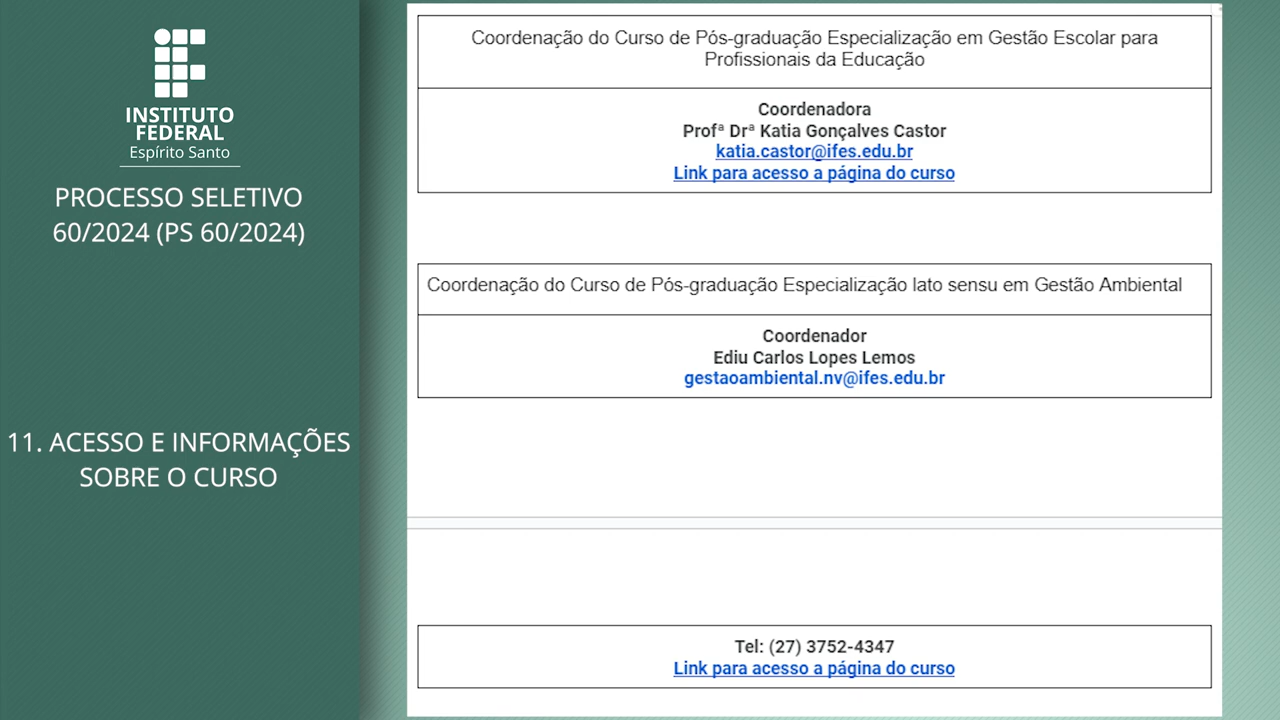 INSTITUTO
FEDERAL
Espírito Santo
PROCESSO SELETIVO
60/2024 (PS 60/2024)
11. ACESSO E INFORMAÇÕES
SOBRE O CURSO
Coordenação do Curso de Pós-graduação Especialização em Gestão Escolar para
Profissionais da Educação
Coordenadora
Profª Drª Katia Gonçalves Castor
katia.castor@ifes.edu.br
Link para acesso a página do curso
Coordenação do Curso de Pós-graduação Especialização lato sensu em Gestão Ambiental
Coordenador
Ediu Carlos Lopes Lemos
gestaoambiental.nv@ifes.edu.br
Tel: (27) 3752-4347
Link para acesso a página do curso